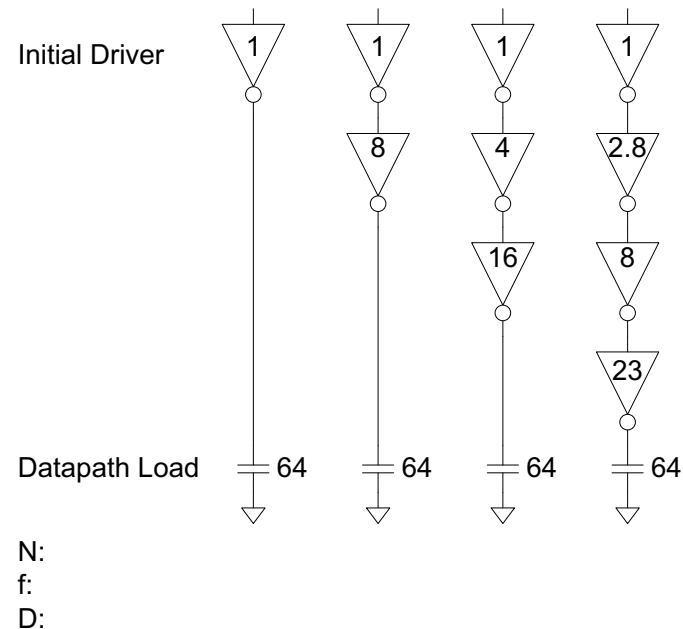 Initial Driver 1 1 1 1
8 4 2.8
16 8
23
Datapath Load 64 64 64 64
N:
f:
D: